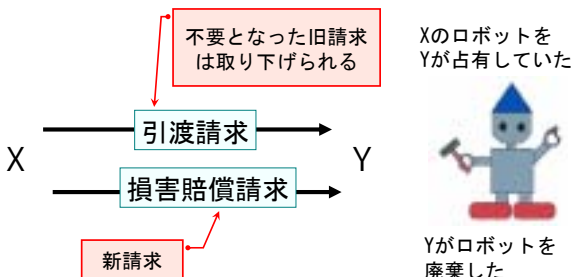 不要となった旧請求
は取り下げられる
Xのロボットを
Yが占有していた
引渡請求
X
Y
損害賠償請求
新請求
Yがロボットを
廃棄した